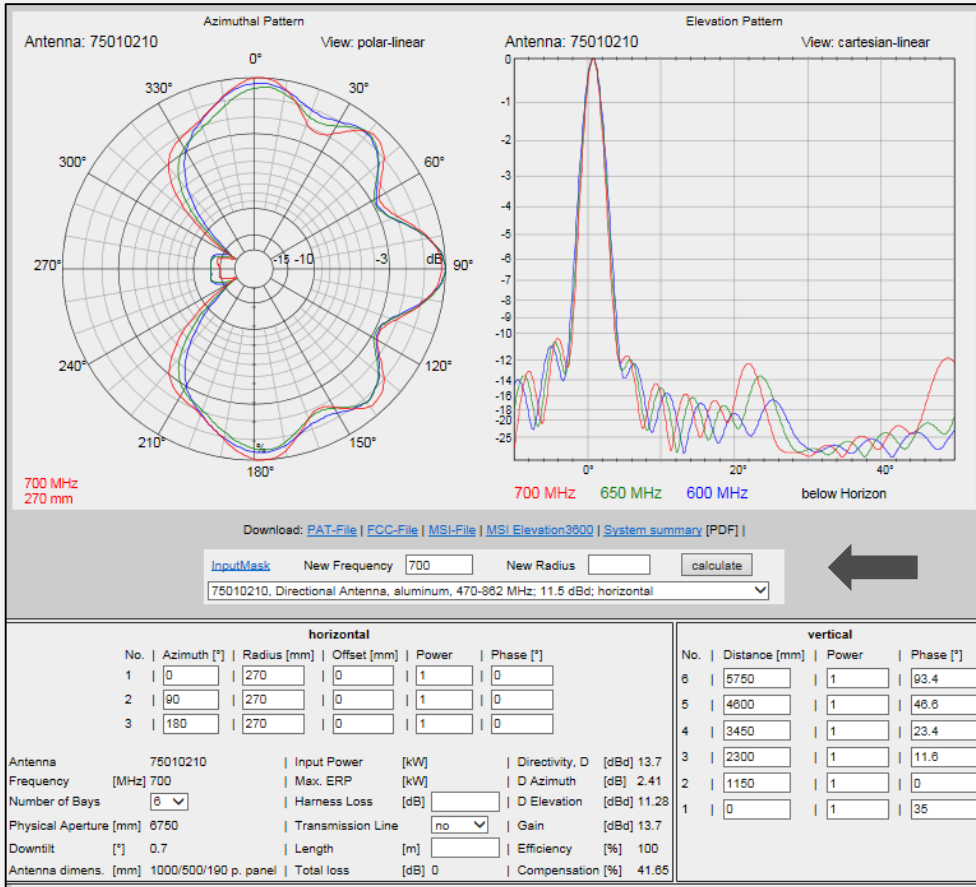 Azimuthal Pattern
Antenna: 75010210 View: polar-linear
0°
330° 30°
300° 60°
270° -15 -10 -3 dB 90°
240° 120°
210° 150°
%
180°
700 MHz
270 mm
Elevation Pattern
Antenna: 75010210 View: cartesian-linear
0
-1
-2
-3
-4
-5
-6
-7
-8
-9
-10
-12
-14
-16
-18
-20
-25
0° 20° 40°
700 MHz 650 MHz 600 MHz below Horizon
Download: PAT-File | FCC-File | MSI-File | MSI Elevation3600 | System summary [PDF] |
InputMask New Frequency 700 New Radius calculate
75010210, Directional Antenna, aluminum, 470-862 MHz; 11.5 dBd; horizontal
horizontal
No. | Azimuth [°] | Radius [mm] | Offset [mm] | Power | Phase [°]
1 | 0 | 270 | 0 | 1 | 0
2 | 90 | 270 | 0 | 1 | 0
3 | 180 | 270 | 0 | 1 | 0
Antenna 75010210 | Input Power [kW] | Directivity, D [dBd] 13.7
Frequency [MHz] 700 | Max. ERP [kW] | D Azimuth [dB] 2.41
Number of Bays 6 | Harness Loss [dB] | D Elevation [dBd] 11.28
Physical Aperture [mm] 6750 | Transmission Line no | Gain [dBd] 13.7
Downtilt [°] 0.7 | Length [m] | Efficiency [%] 100
Antenna dimens. [mm] 1000/500/190 p. panel | Total loss [dB] 0 | Compensation [%] 41.65
vertical
No. | Distance [mm] | Power | Phase [°]
6 | 5750 | 1 | 93.4
5 | 4600 | 1 | 46.6
4 | 3450 | 1 | 23.4
3 | 2300 | 1 | 11.6
2 | 1150 | 1 | 0
1 | 0 | 1 | 35